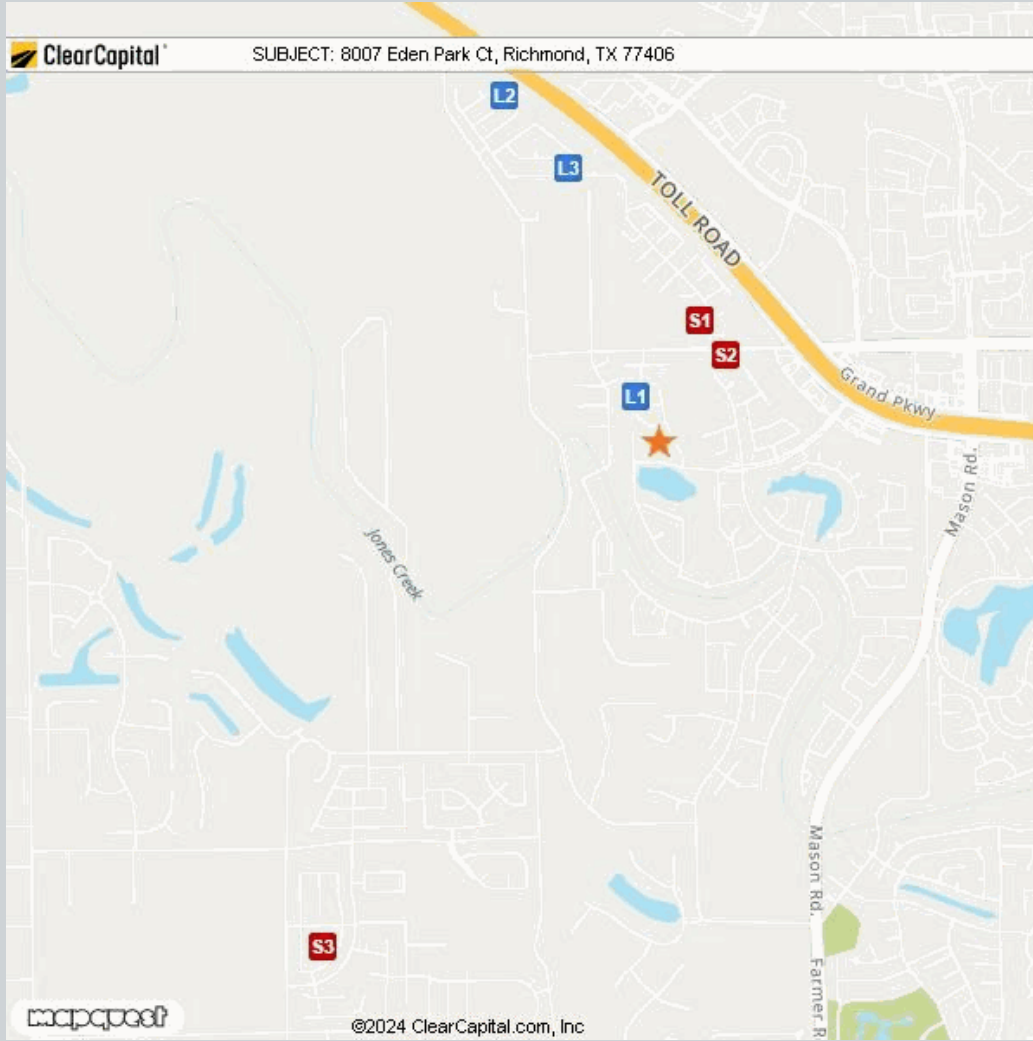 ClearCapital
SUBJECT: 8007 Eden Park Ct, Richmond, TX 77406
L2
L3
TOLL ROAD
S1
S2
Grand Pkwy
L1
Mason Rd.
Jones Creek
Mason Rd.
S3
Farmer R
mapquest
©2024 ClearCapital.com, Inc